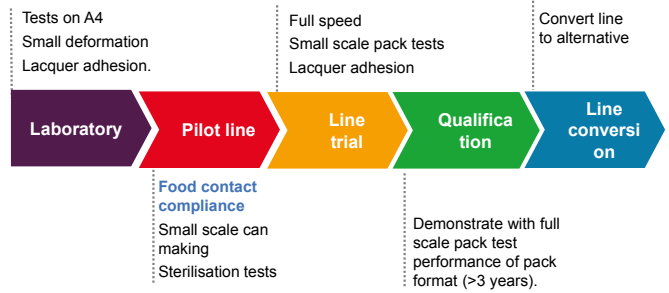 Tests on A4
Small deformation
Lacquer adhesion.
Full speed
Small scale pack tests
Lacquer adhesion
Convert line
to alternative
Laboratory
Pilot line
Line
trial
Qualifica
tion
Line
conversi
on
Food contact
compliance
Small scale can
making
Sterilisation tests
Demonstrate with full
scale pack test
performance of pack
format (>3 years).